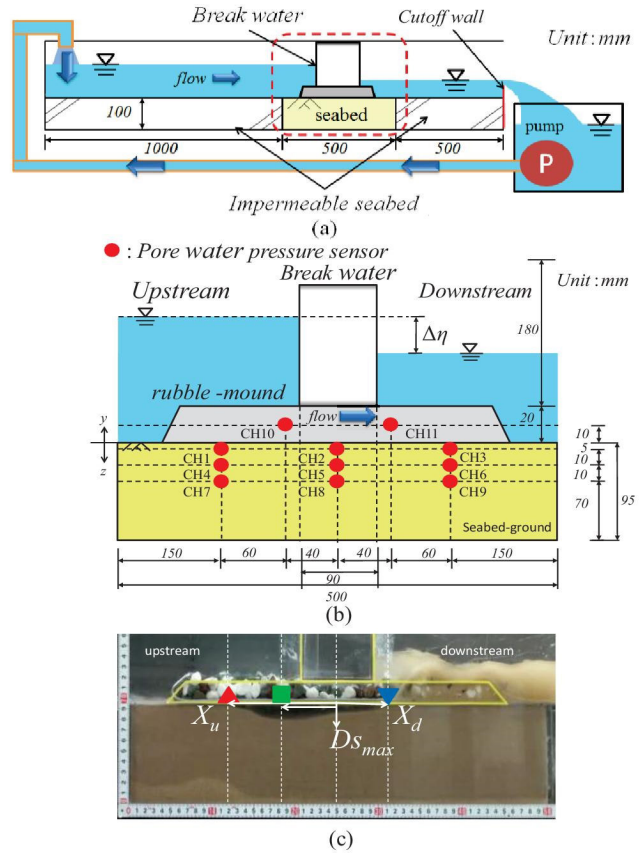 Break water
Cutoff wall
Unit : mm
flow
100
seabed
pump
P
1000
500
500
Impermeable seabed
(a)
: Pore water pressure sensor
Break water
Upstream
Downstream
Unit : mm
Δη
180
rubble -mound
flow
20
y
CH10
CH11
10
z
CH1
CH2
CH3
5
CH4
CH5
CH6
10
CH7
CH8
CH9
10
70
95
Seabed-ground
150
60
40
40
60
150
90
500
(b)
upstream
downstream
Xu
Xd
Dsmax
(c)